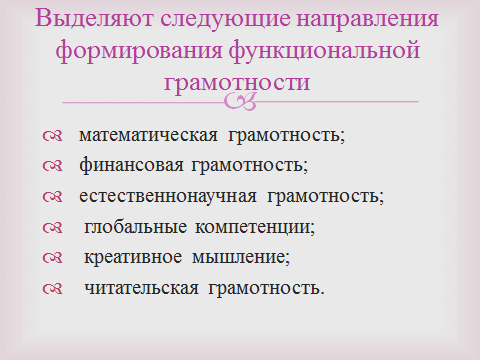 Выделяют следующие направления
формирования функциональной
грамотности
математическая грамотность;
финансовая грамотность;
естественнонаучная грамотность;
глобальные компетенции;
креативное мышление;
читательская грамотность.